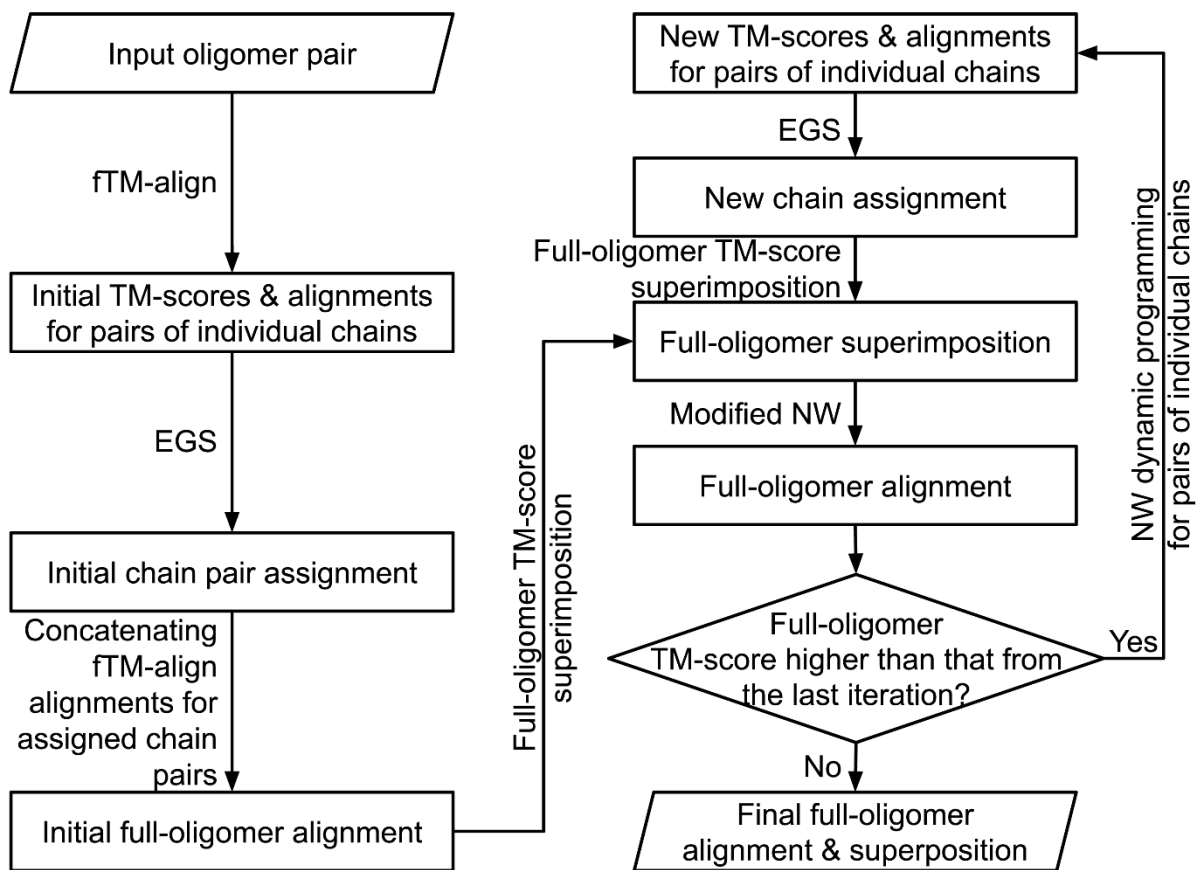 Input oligomer pair
fTM-align
Initial TM-scores & alignments
for pairs of individual chains
EGS
Initial chain pair assignment
Concatenating
fTM-align
alignments for
assigned chain
pairs
Initial full-oligomer alignment
Full-oligomer TM-score
superimposition
New TM-scores & alignments
for pairs of individual chains
EGS
New chain assignment
Full-oligomer TM-score
superimposition
Full-oligomer superimposition
Modified NW
Full-oligomer alignment
Full-oligomer
TM-score higher than that from
the last iteration?
Yes
NW dynamic programming
for pairs of individual chains
No
Final full-oligomer
alignment & superposition